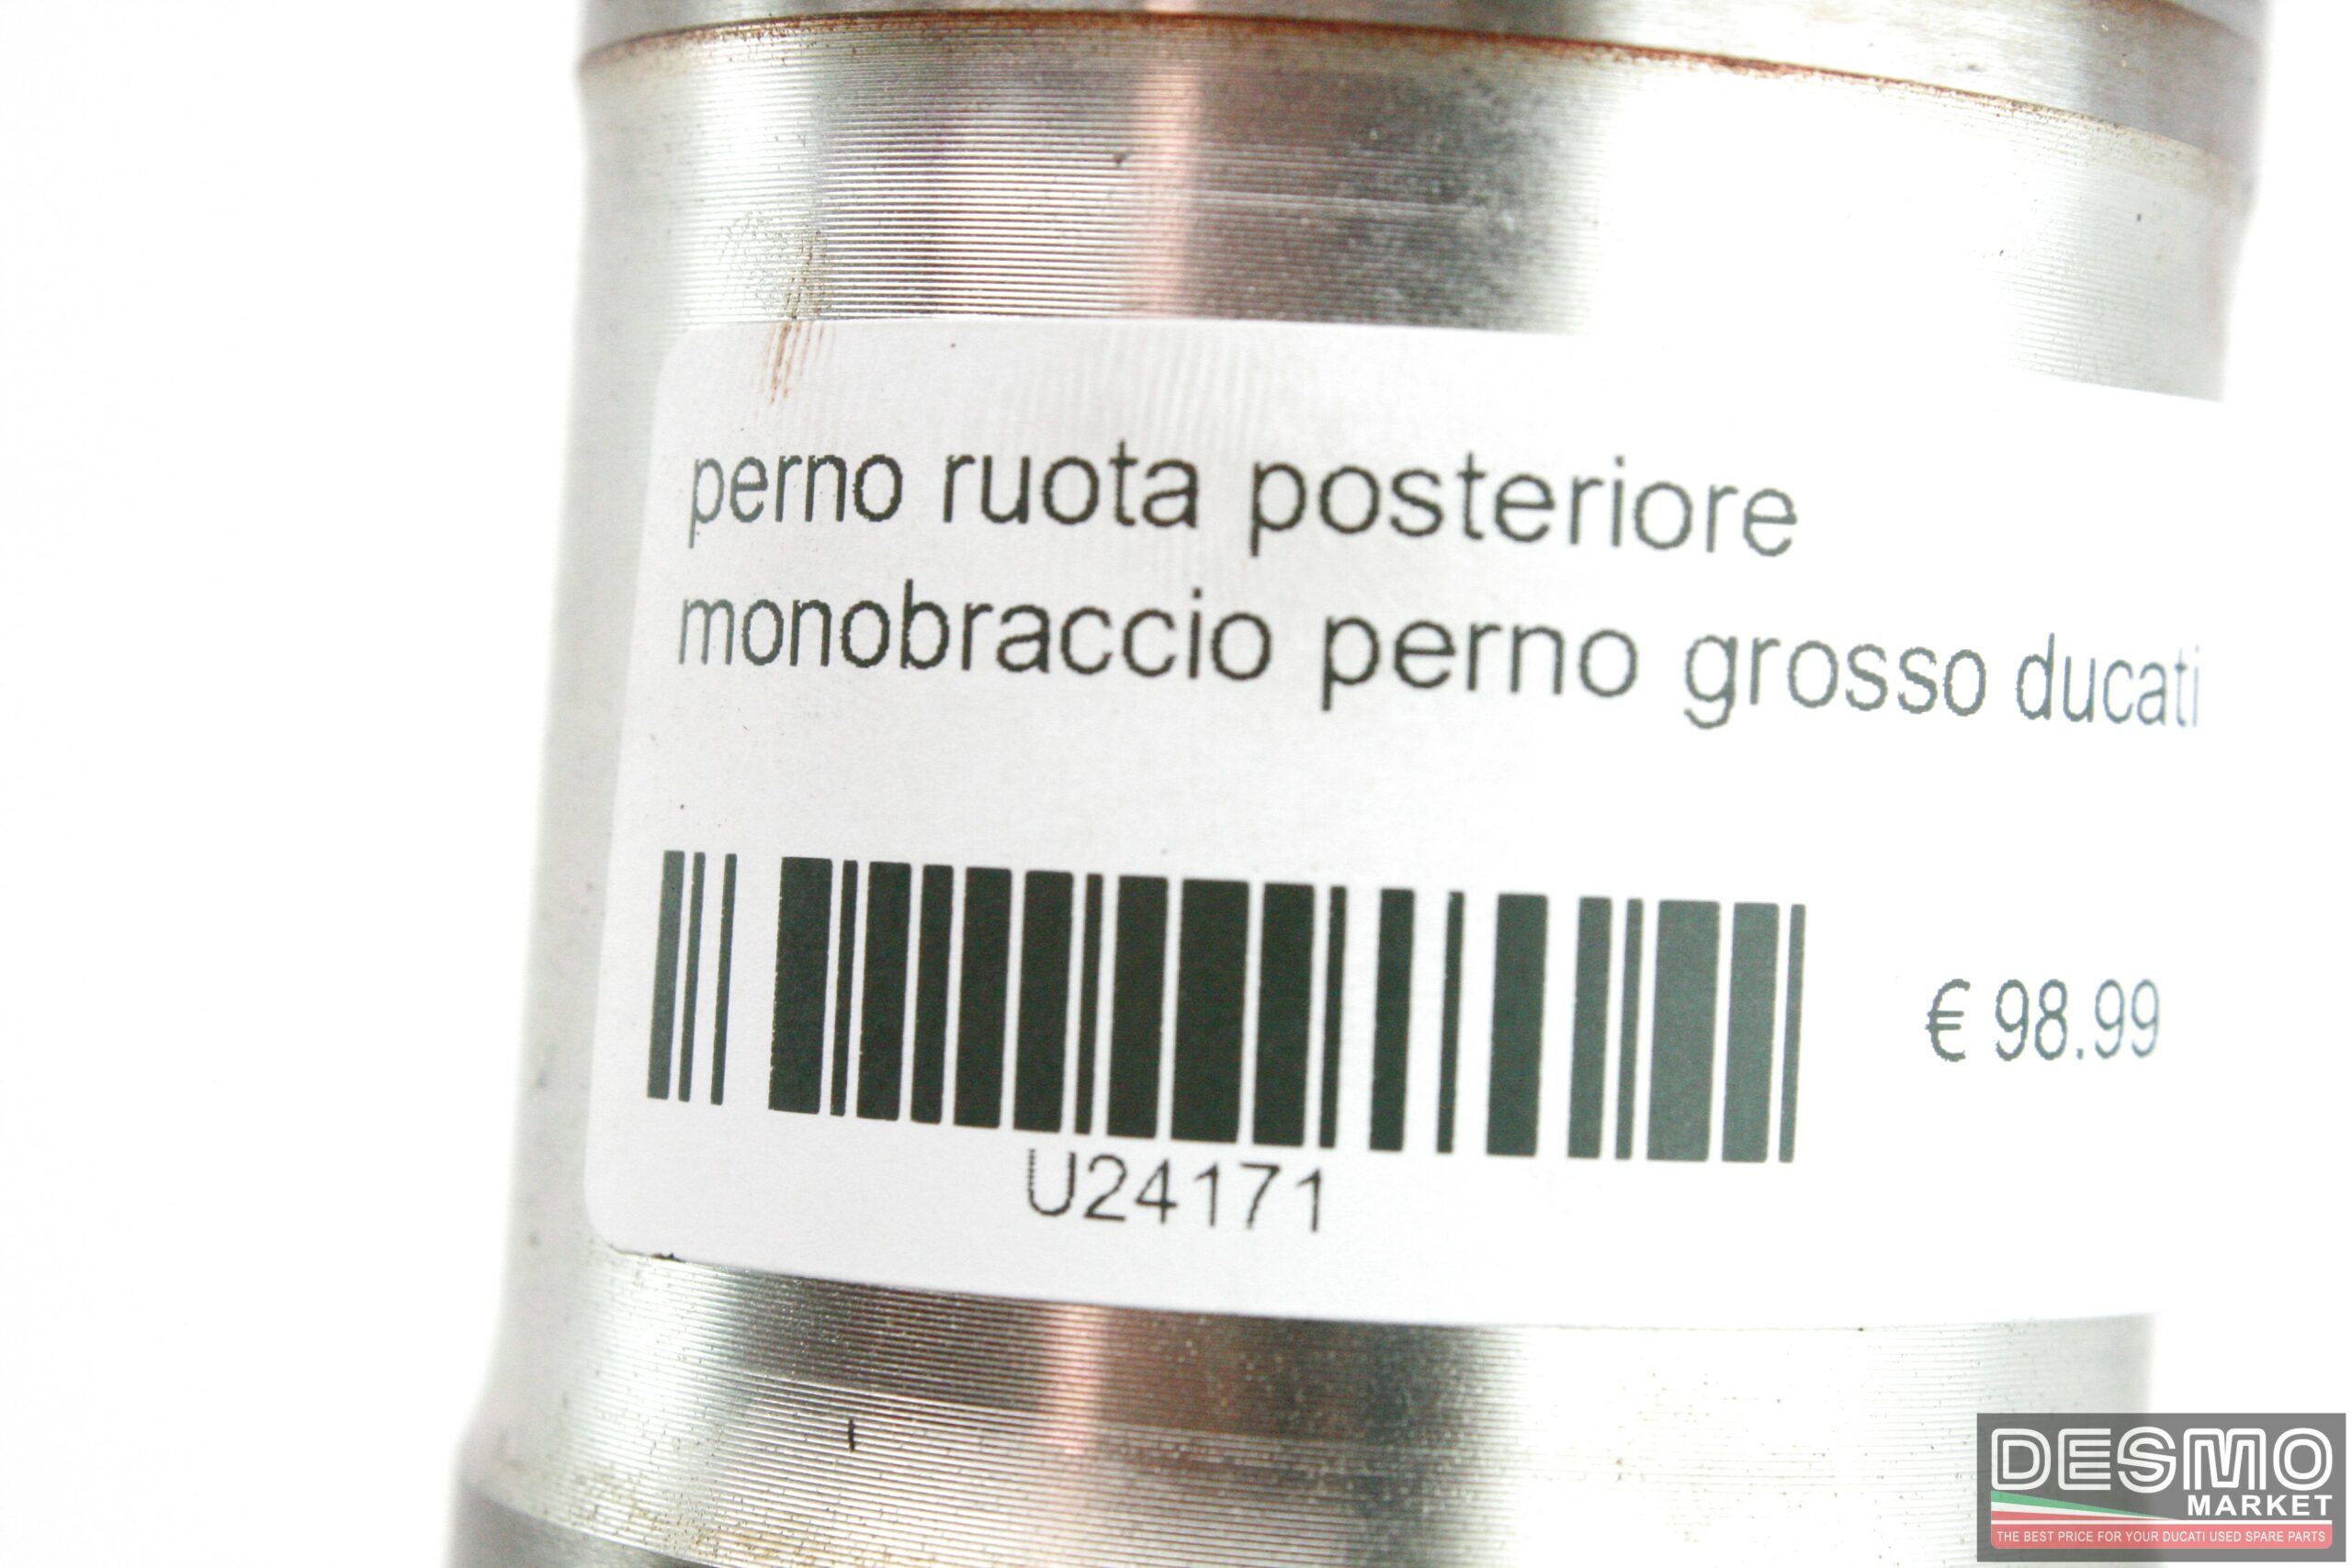 perno ruota posteriore
monobraccio perno grosso ducati
€ 98.99
U24171
DESMO
MARKET
THE BEST PRICE FOR YOUR DUCATI USED SPARE PARTS